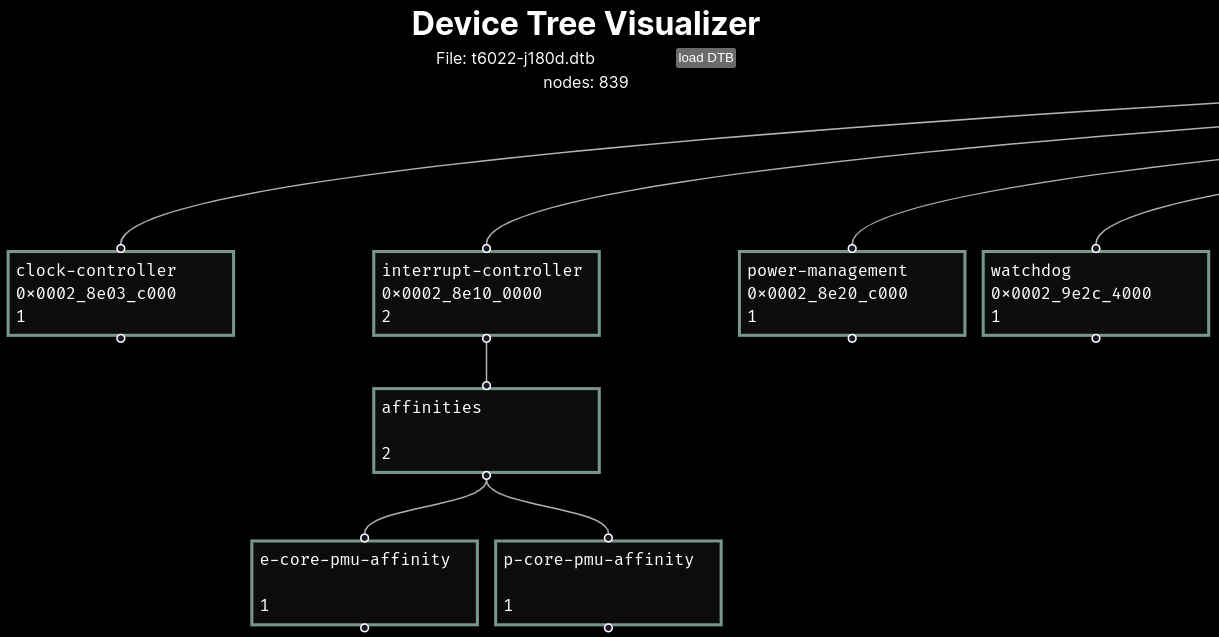 Device Tree Visualizer
File: t6022-j180d.dtb
load DTB
nodes: 839
clock-controller
0×0002_8e03_c000
1
interrupt-controller
0×0002_8e10_0000
2
power-management
0×0002_8e20_c000
1
watchdog
0×0002_9e2c_4000
1
affinities
2
e-core-pmu-affinity
1
p-core-pmu-affinity
1